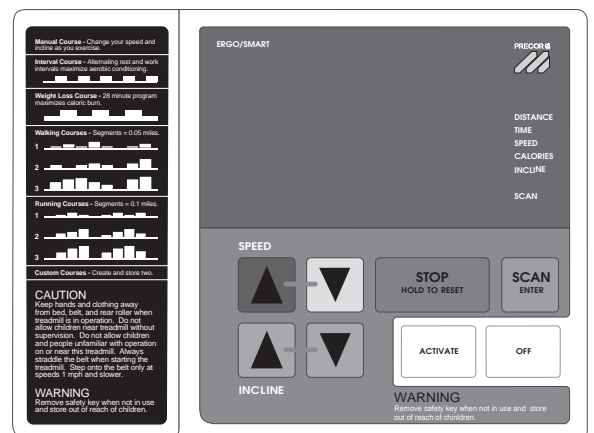 Manual Course - Change your speed and
incline as you exercise.
Interval Course - Alternating rest and work
intervals maximize aerobic conditioning.
Weight Loss Course - 28 minute program
maximizes caloric burn.
Walking Courses - Segments = 0.05 miles.
1
2
3
Running Courses - Segments = 0.1 miles.
1
2
3
Custom Courses - Create and store two.
CAUTION
Keep hands and clothing away
from bed, belt, and rear roller when
treadmill is in operation. Do not
allow children near treadmill without
supervision. Do not allow children
and people unfamiliar with operation
on or near this treadmill. Always
straddle the belt when starting the
treadmill. Step onto the belt only at
speeds 1 mph and slower.
WARNING
Remove safety key when not in use
and store out of reach of children.
ERGO/SMART
PRECOR
DISTANCE
TIME
SPEED
CALORIES
INCLINE
SCAN
SPEED
STOP
HOLD TO RESET
SCAN
ENTER
ACTIVATE
OFF
INCLINE
WARNING
Remove safety key when not in use and store
out of reach of chinldren.